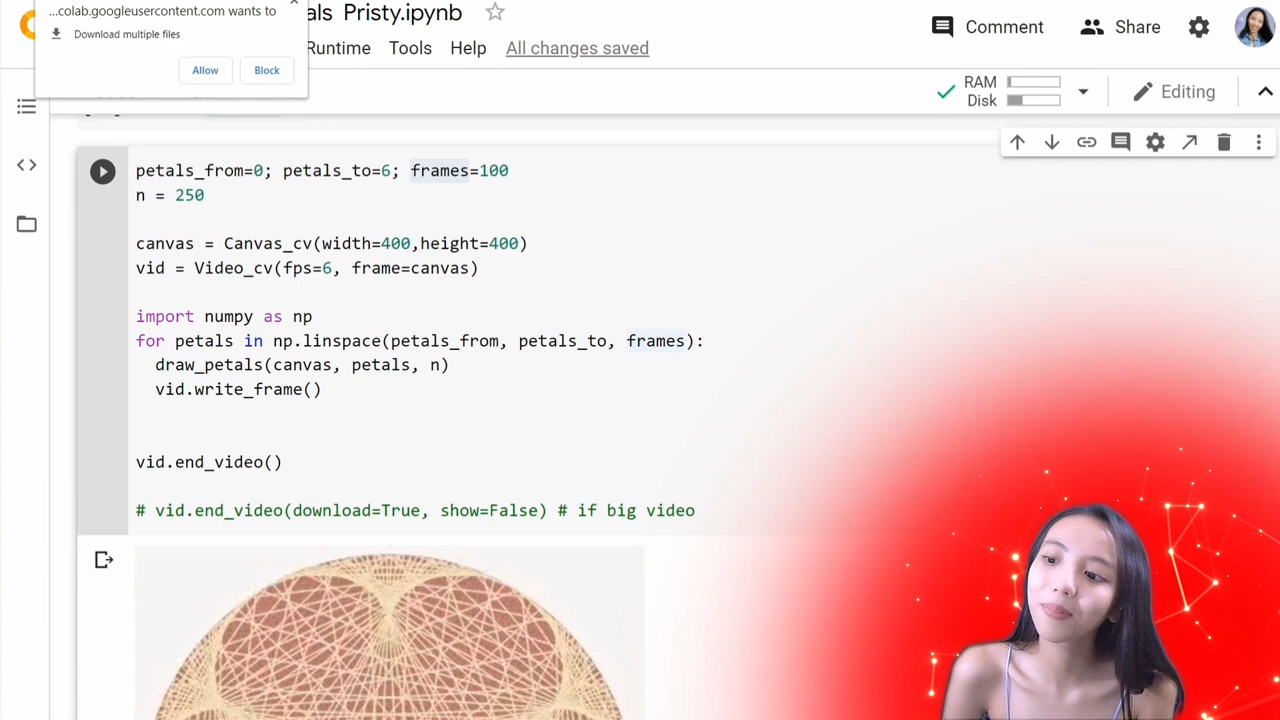 ...colab.googleusercontent.com wants to
Download multiple files
Allow Block
als Pristy.ipynb
Runtime Tools Help All changes saved
Comment Share
RAM
Disk
Editing
petals_from=0; petals_to=6; frames=100
n = 250
canvas = Canvas_cv(width=400,height=400)
vid = Video_cv(fps=6, frame=canvas)
import numpy as np
for petals in np.linspace(petals_from, petals_to, frames):
draw_petals(canvas, petals, n)
vid.write_frame()
vid.end_video()
# vid.end_video(download=True, show=False) # if big video